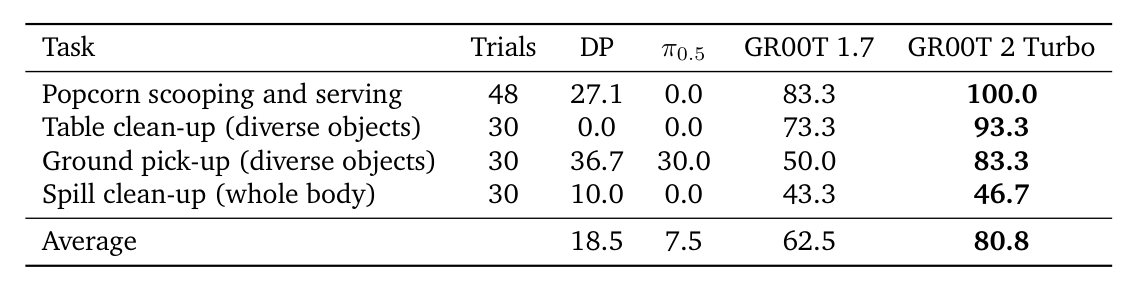 Task Trials DP π0.5 GR00T 1.7 GR00T 2 Turbo
Popcorn scooping and serving 48 27.1 0.0 83.3 100.0
Table clean-up (diverse objects) 30 0.0 0.0 73.3 93.3
Ground pick-up (diverse objects) 30 36.7 30.0 50.0 83.3
Spill clean-up (whole body) 30 10.0 0.0 43.3 46.7
Average 18.5 7.5 62.5 80.8